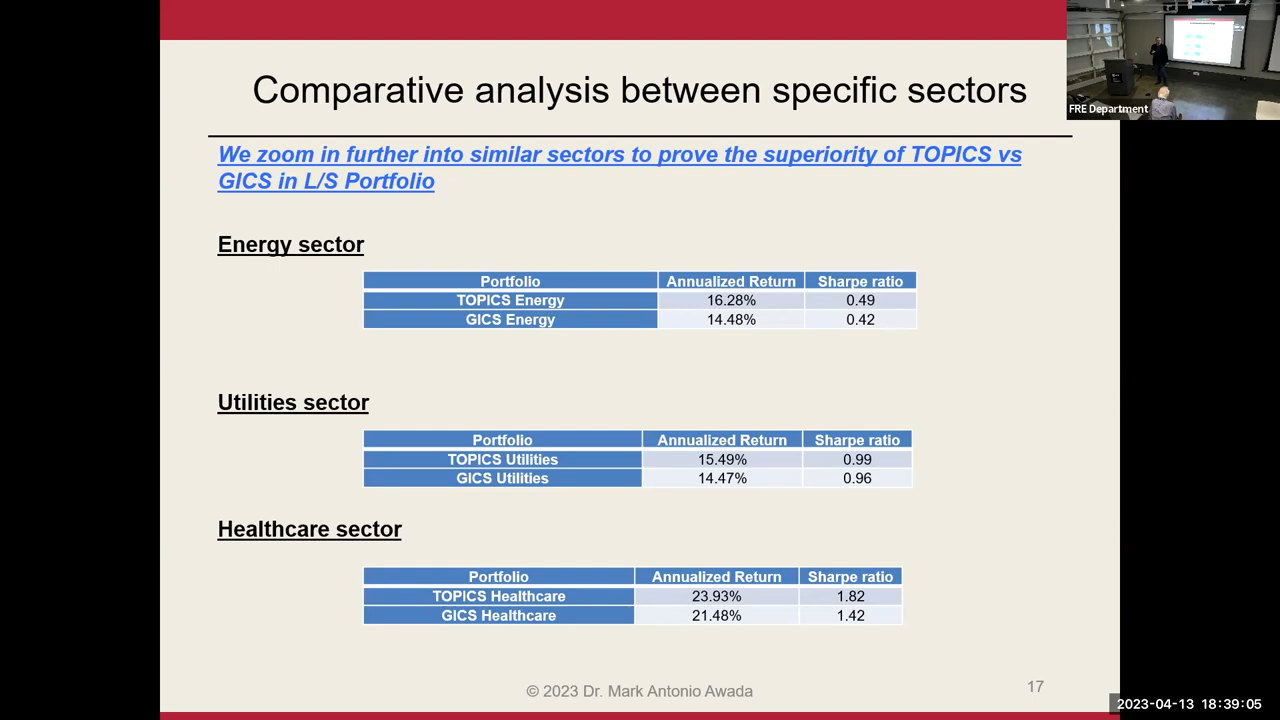 Comparative analysis between specific sectors
FRE Department
We zoom in further into similar sectors to prove the superiority of TOPICS vs
GICS in L/S Portfolio
Energy sector
Portfolio Annualized Return Sharpe ratio
TOPICS Energy 16.28% 0.49
GICS Energy 14.48% 0.42
Utilities sector
Portfolio Annualized Return Sharpe ratio
TOPICS Utilities 15.49% 0.99
GICS Utilities 14.47% 0.96
Healthcare sector
Portfolio Annualized Return Sharpe ratio
TOPICS Healthcare 23.93% 1.82
GICS Healthcare 21.48% 1.42
© 2023 Dr. Mark Antonio Awada
17
2023-04-13 18:39:05